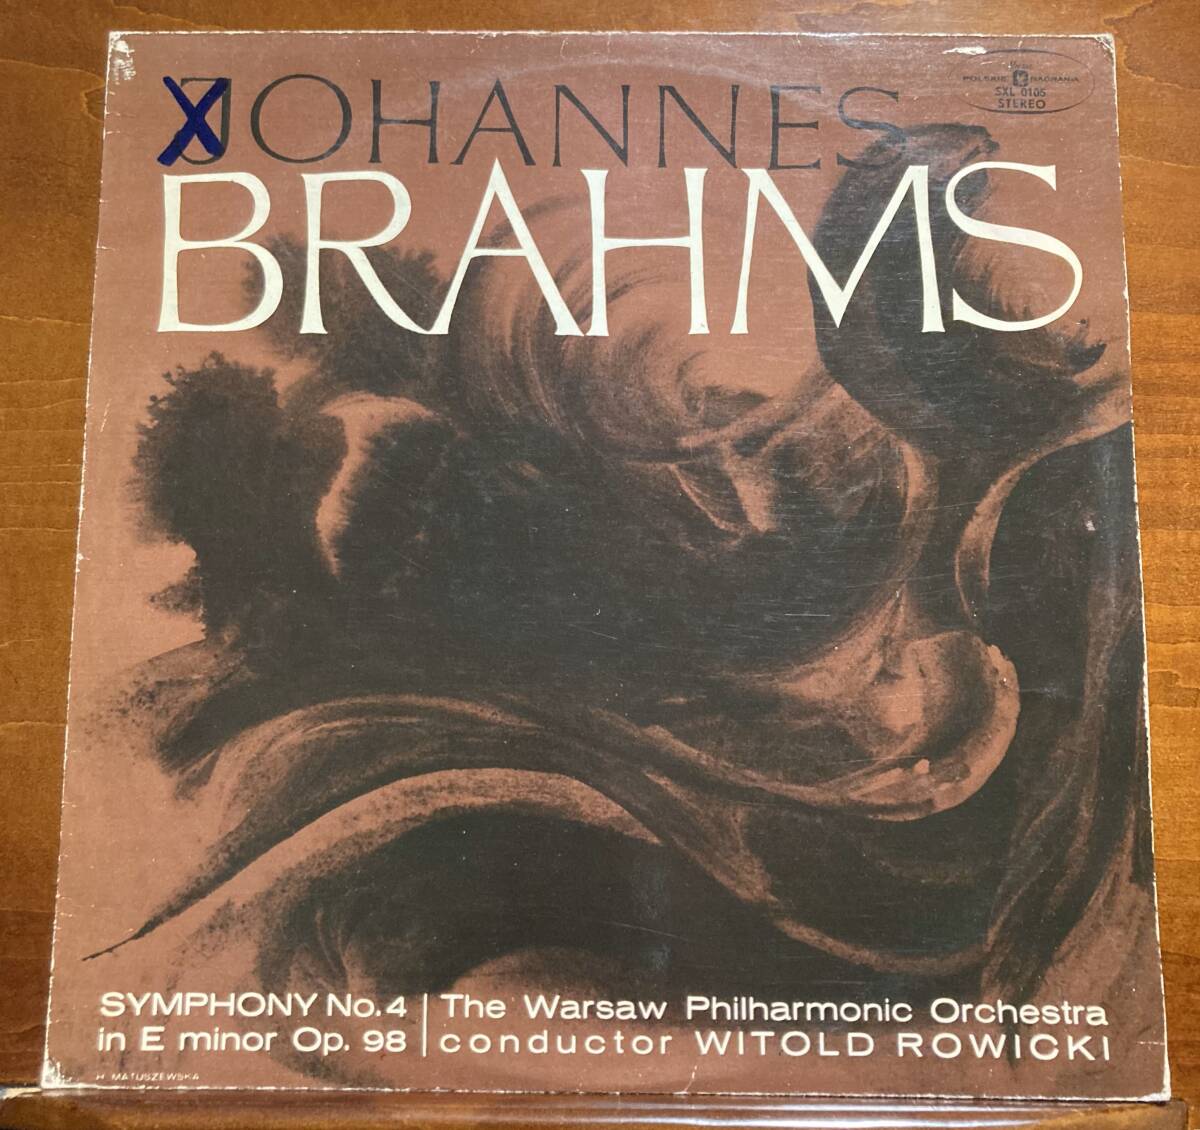 POLSKIE NAGRANIA
SXL 0105
STEREO
X
JOHANNES
BRAHMS
SYMPHONY No. 4
in E minor Op. 98
The Warsaw Philharmonic Orchestra
conductor WITOLD ROWICKI
H. MATUSZEWSKA